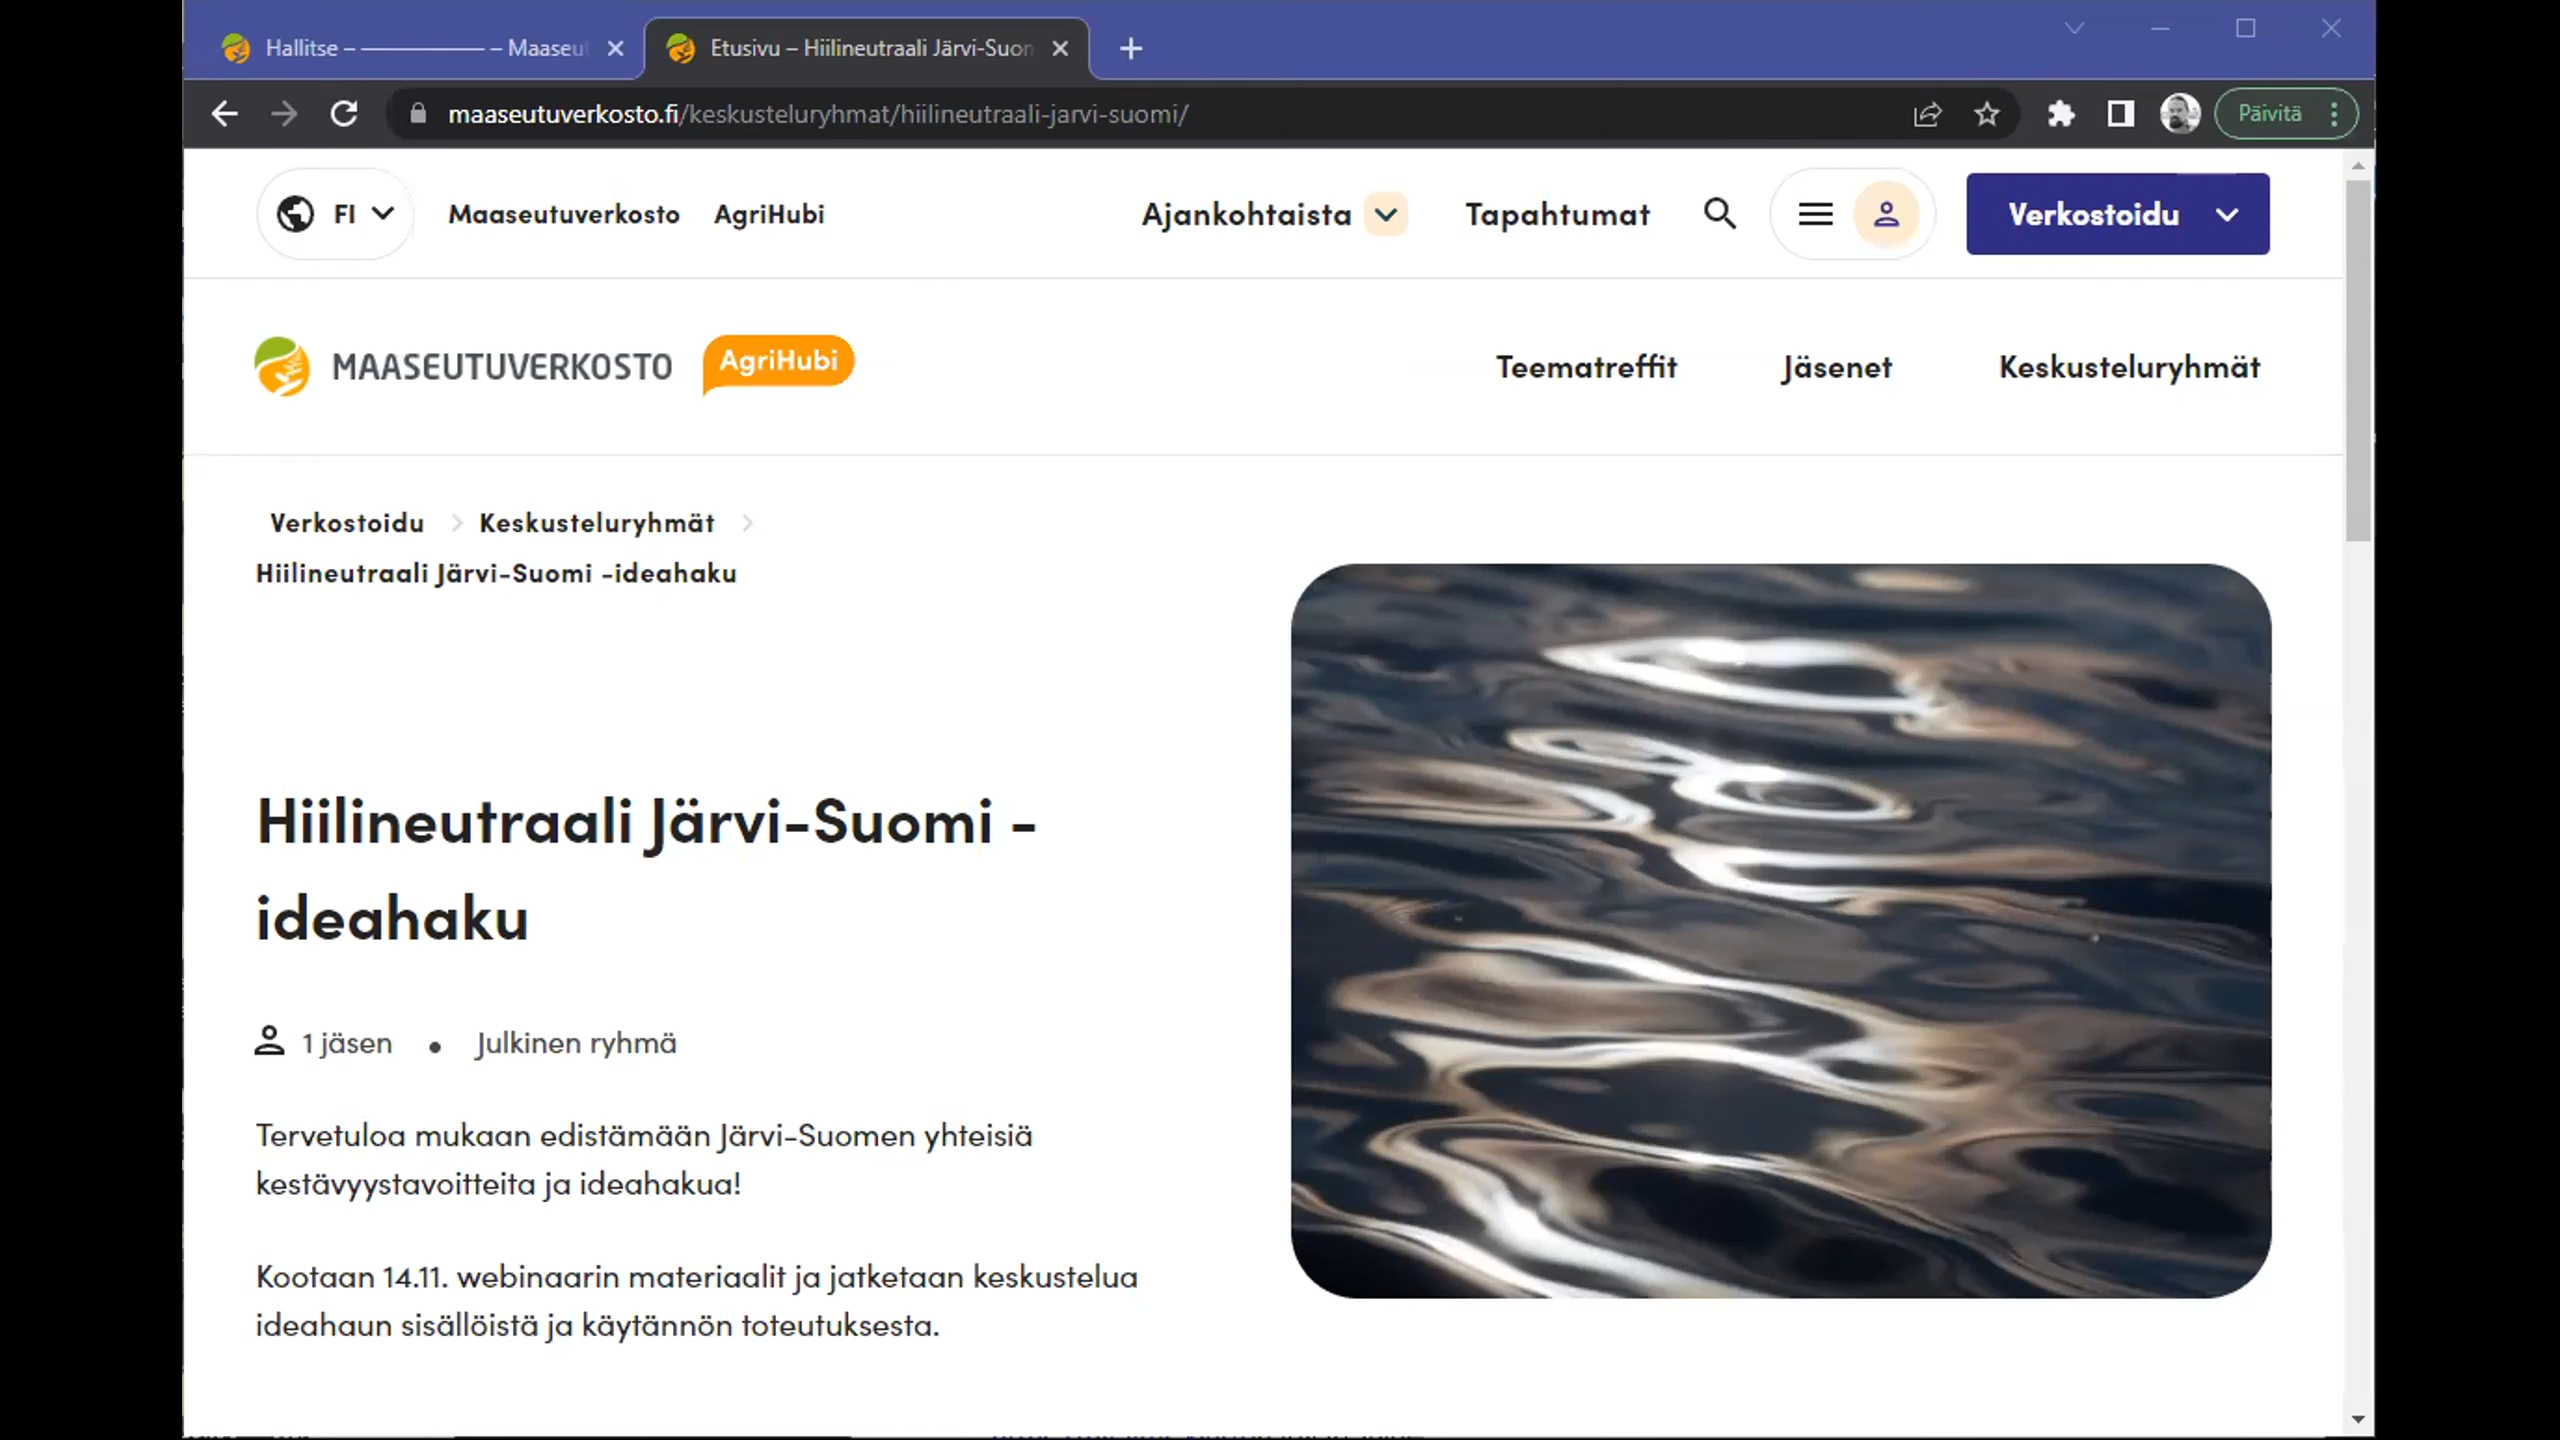 Hallitse – ––––––––– – Maaseut
Etusivu – Hiilineutraali Järvi-Suon
maaseutuverkosto.fi/keskusteluryhmat/hiilineutraali-jarvi-suomi/
Päivitä
FI
Maaseutuverkosto
AgriHubi
Ajankohtaista
Tapahtumat
Verkostoidu
MAASEUTUVERKOSTO
AgriHubi
Teematreffit
Jäsenet
Keskusteluryhmät
Verkostoidu
Keskusteluryhmät
Hiilineutraali Järvi-Suomi -ideahaku
Hiilineutraali Järvi-Suomi -
ideahaku
1 jäsen • Julkinen ryhmä
Tervetuloa mukaan edistämään Järvi-Suomen yhteisiä
kestävyystavoitteita ja ideahakua!
Kootaan 14.11. webinaarin materiaalit ja jatketaan keskustelua
ideahaun sisällöistä ja käytännön toteutuksesta.